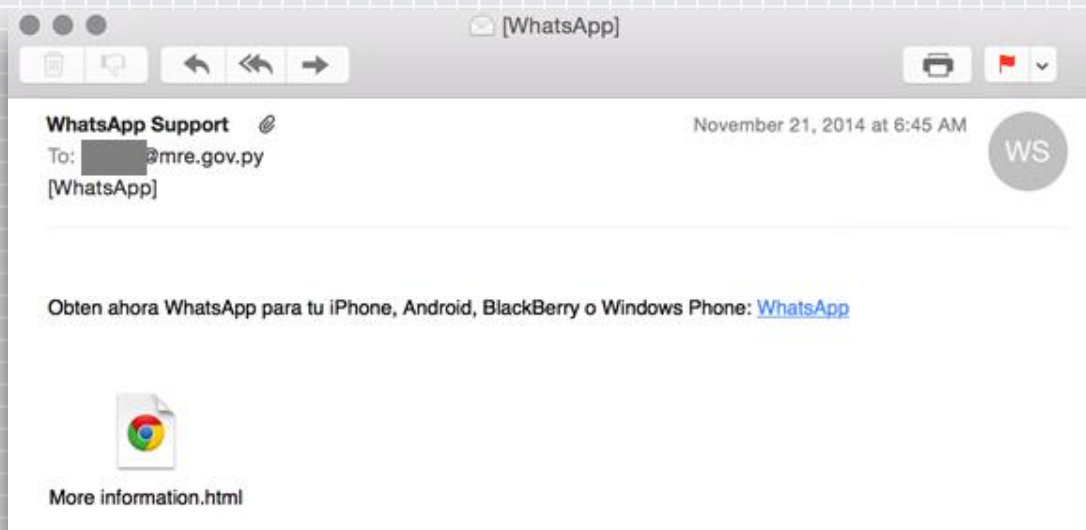 [WhatsApp]
WhatsApp Support
November 21, 2014 at 6:45 AM
WS
To: @mre.gov.py
[WhatsApp]
Obten ahora WhatsApp para tu iPhone, Android, BlackBerry o Windows Phone: WhatsApp
More information.html